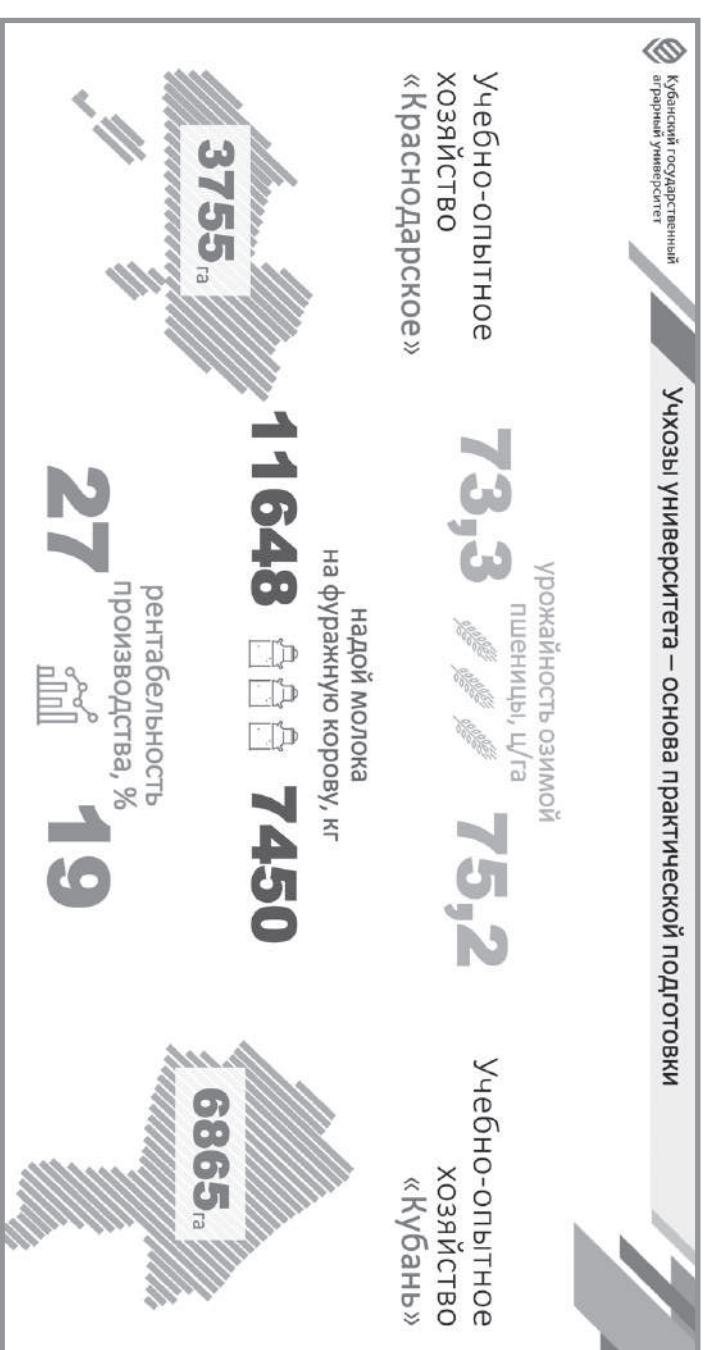 Кубанский государственный
аграрный университет
Учхозы университета – основа практической подготовки
Учебно-опытное
хозяйство
«Краснодарское»
3755 га
урожайность озимой
пшеницы, ц/га
73,3
75,2
надой молока
на фуражную корову, кг
11648
7450
рентабельность
производства, %
27
19
Учебно-опытное
хозяйство
«Кубань»
6865 га